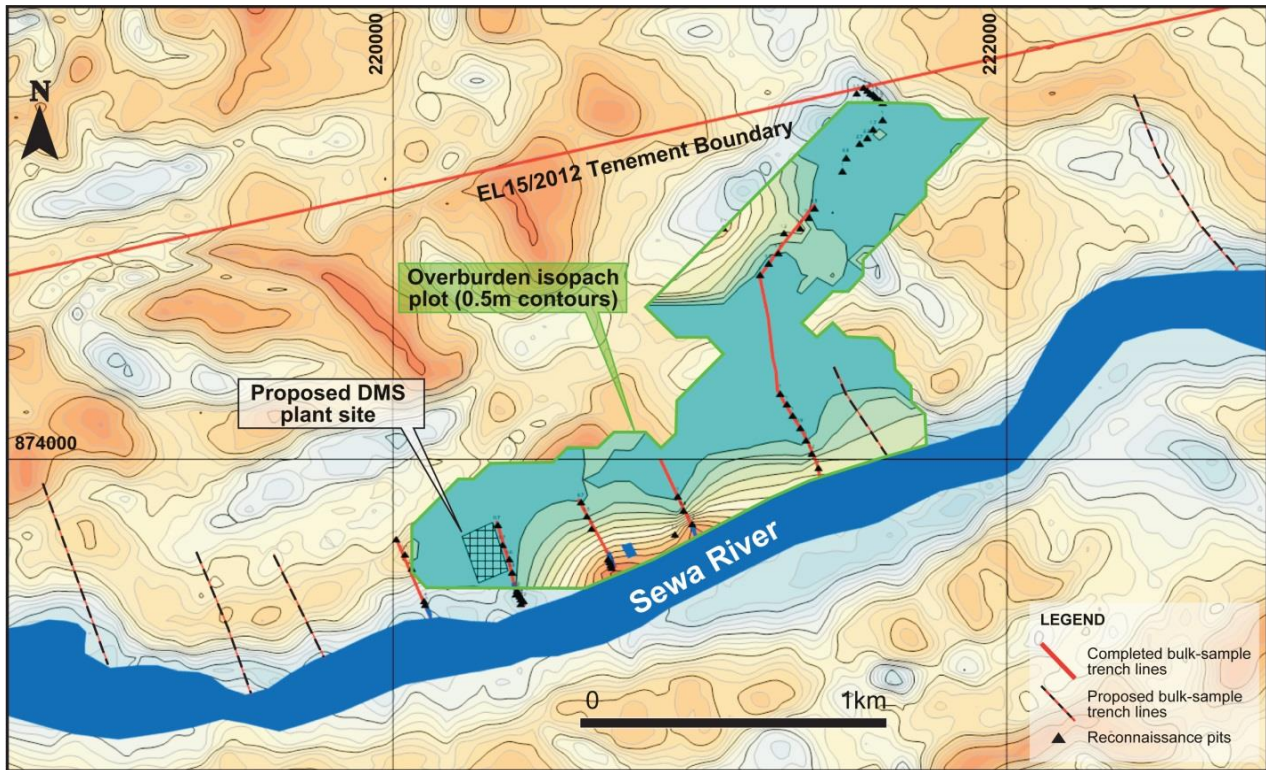 220000
222000
N
EL15/2012 Tenement Boundary
Overburden isopach
plot (0.5m contours)
Proposed DMS
plant site
874000
Sewa River
0 1km
LEGEND
Completed bulk-sample
trench lines
Proposed bulk-sample
trench lines
Reconnaissance pits